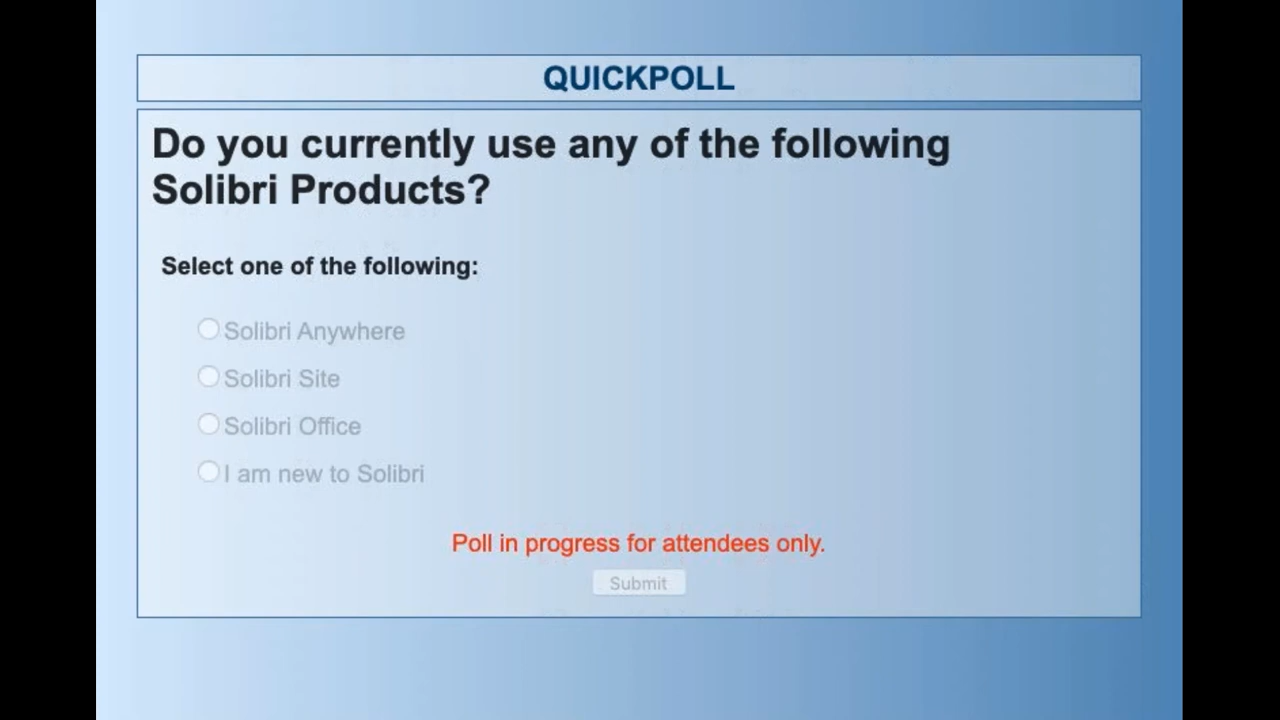 QUICKPOLL
Do you currently use any of the following
Solibri Products?
Select one of the following:
Solibri Anywhere
Solibri Site
Solibri Office
I am new to Solibri
Poll in progress for attendees only.
Submit